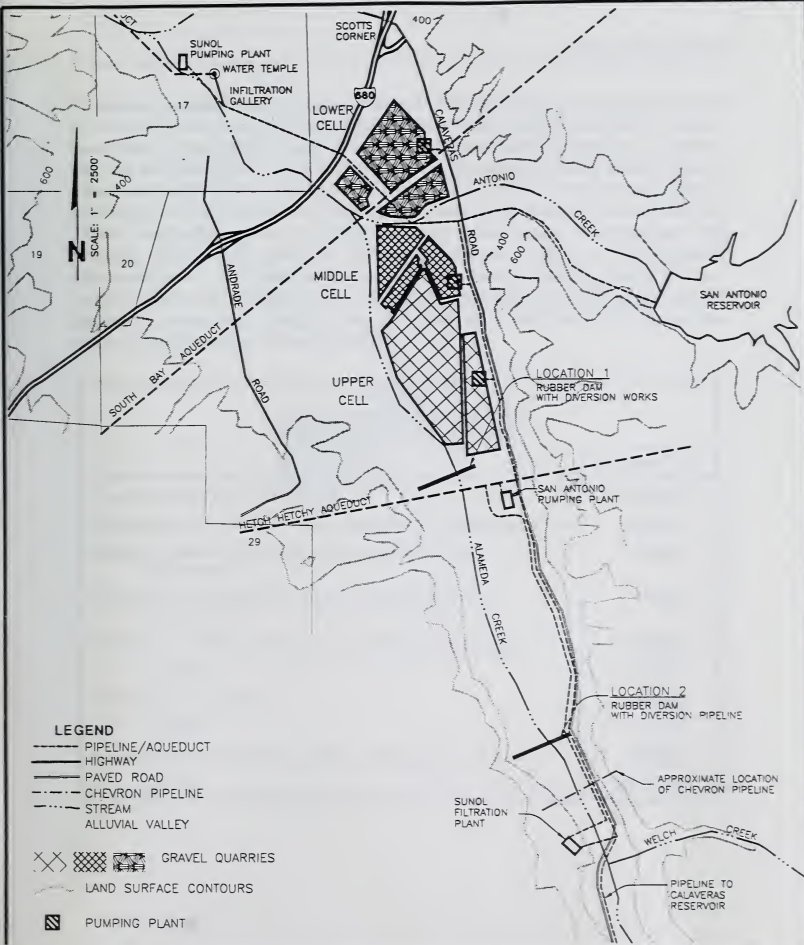 DUCT
SCOTTS
CORNER
400
SUNOL
PUMPING PLANT
WATER TEMPLE
INFILTRATION
GALLERY
17
680
LOWER
CELL
CALAVERAS
600
400
SCALE: 1" = 2500'
N
ANTONIO
CREEK
ROAD
400
600
19
20
ANDRADE
MIDDLE
CELL
SAN ANTONIO
RESERVOIR
SOUTH BAY AQUEDUCT
ROAD
UPPER
CELL
LOCATION 1
RUBBER DAM
WITH DIVERSION WORKS
SAN ANTONIO
PUMPING PLANT
HETCH HETCHY AQUEDUCT
29
ALAMEDA
CREEK
LOCATION 2
RUBBER DAM
WITH DIVERSION PIPELINE
LEGEND
PIPELINE/AQUEDUCT
HIGHWAY
PAVED ROAD
CHEVRON PIPELINE
STREAM
ALLUVIAL VALLEY
GRAVEL QUARRIES
LAND SURFACE CONTOURS
PUMPING PLANT
APPROXIMATE LOCATION
OF CHEVRON PIPELINE
SUNOL
FILTRATION
PLANT
WELCH CREEK
PIPELINE TO
CALAVERAS
RESERVOIR